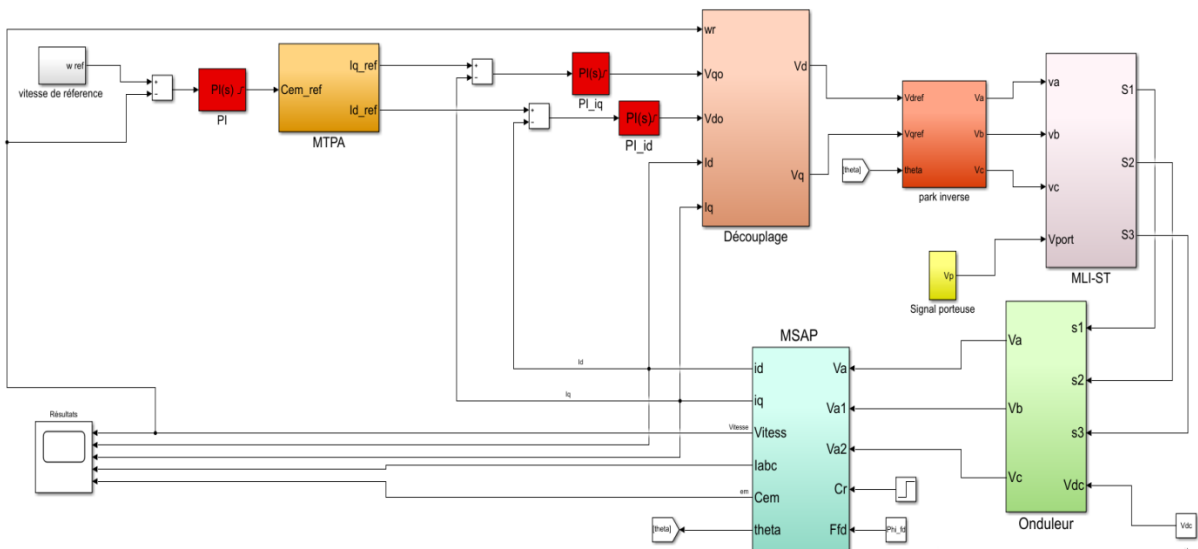 w ref
vitesse de réference
+
-
PI(s)
PI
Cem_ref
Iq_ref
Id_ref
MTPA
+
-
+
-
PI(s)
PI_iq
PI(s)
PI_id
wr
Vqo
Vdo
Id
Iq
Vd
Vq
Découplage
[theta]
Vdref
Vqref
theta
Va
Vb
Vc
park inverse
va
vb
vc
Vport
S1
S2
S3
MLI-ST
Vp
Signal porteuse
s1
s2
s3
Vdc
Va
Vb
Vc
Onduleur
Vdc
MSAP
id
iq
Vitess
Iabc
Cem
theta
Va
Va1
Va2
Cr
Ffd
Phi_fd
Id
Iq
Vitesse
em
[theta]
Résultats